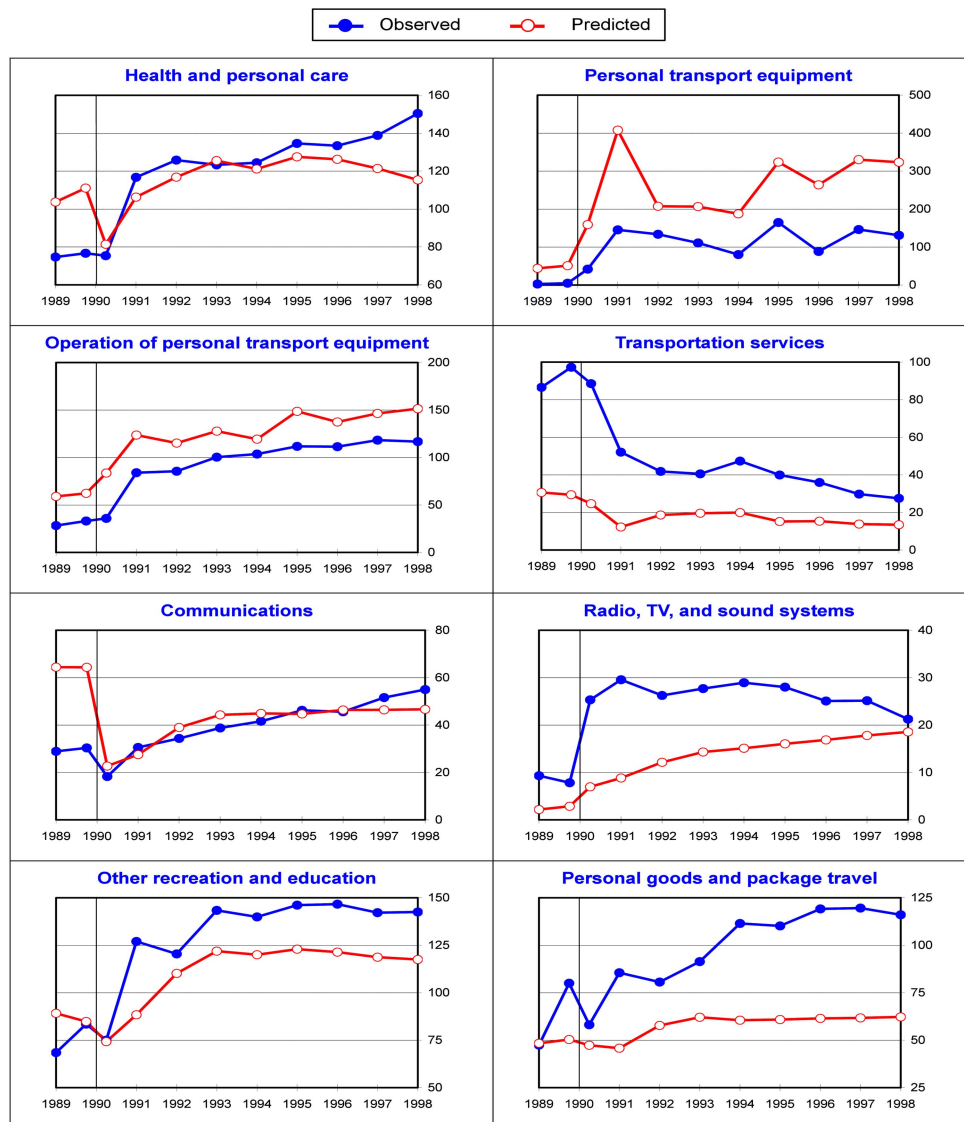 Observed Predicted
Health and personal care
160
140
120
100
80
60
1989 1990 1991 1992 1993 1994 1995 1996 1997 1998
Personal transport equipment
500
400
300
200
100
0
1989 1990 1991 1992 1993 1994 1995 1996 1997 1998
Operation of personal transport equipment
200
150
100
50
0
1989 1990 1991 1992 1993 1994 1995 1996 1997 1998
Transportation services
100
80
60
40
20
0
1989 1990 1991 1992 1993 1994 1995 1996 1997 1998
Communications
80
60
40
20
0
1989 1990 1991 1992 1993 1994 1995 1996 1997 1998
Radio, TV, and sound systems
40
30
20
10
0
1989 1990 1991 1992 1993 1994 1995 1996 1997 1998
Other recreation and education
150
125
100
75
50
1989 1990 1991 1992 1993 1994 1995 1996 1997 1998
Personal goods and package travel
125
100
75
50
25
1989 1990 1991 1992 1993 1994 1995 1996 1997 1998